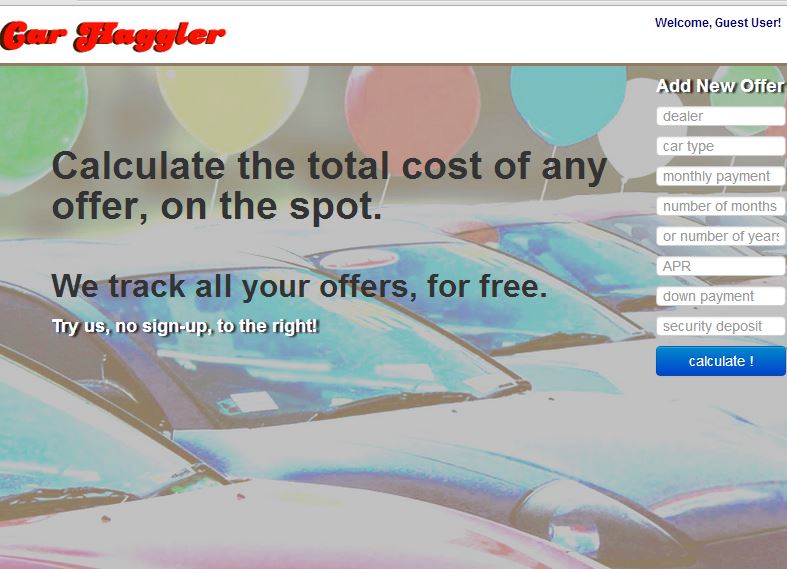 Car Haggler
Welcome, Guest User!
Add New Offer
dealer
car type
monthly payment
number of months
or number of years
APR
down payment
security deposit
calculate !
Calculate the total cost of any
offer, on the spot.
We track all your offers, for free.
Try us, no sign-up, to the right!